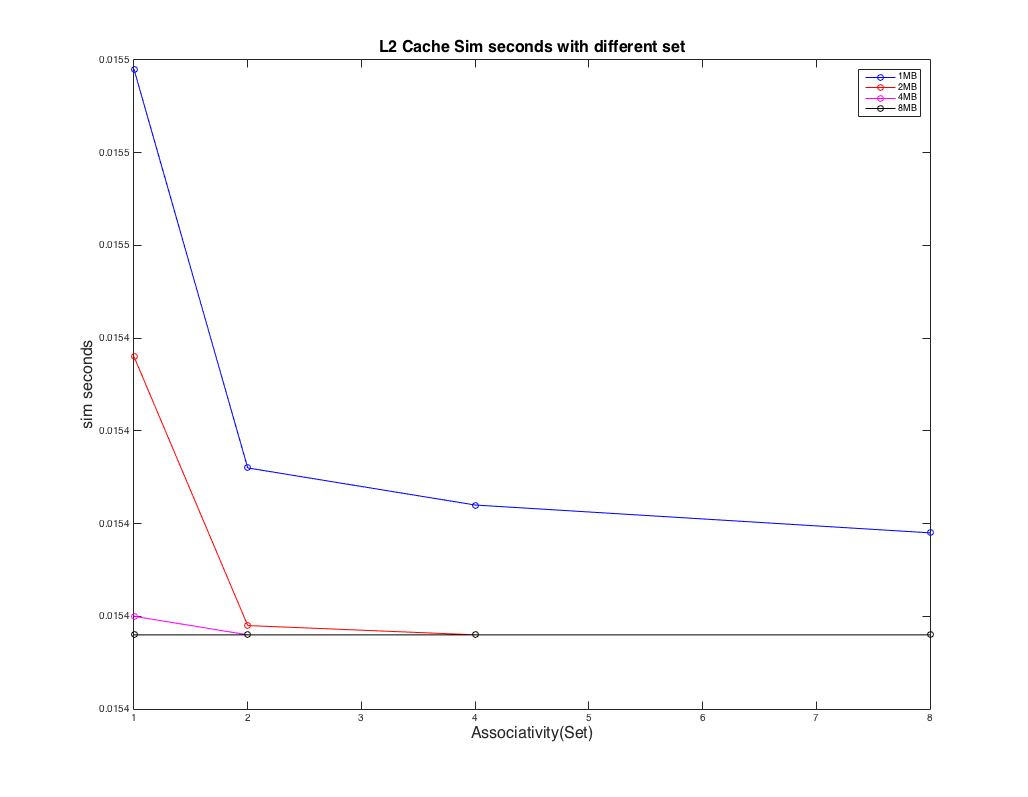 L2 Cache Sim seconds with different set
1MB
2MB
4MB
8MB
0.0155
0.0155
0.0155
0.0154
0.0154
0.0154
0.0154
0.0154
sim seconds
1 2 3 4 5 6 7 8
Associativity(Set)